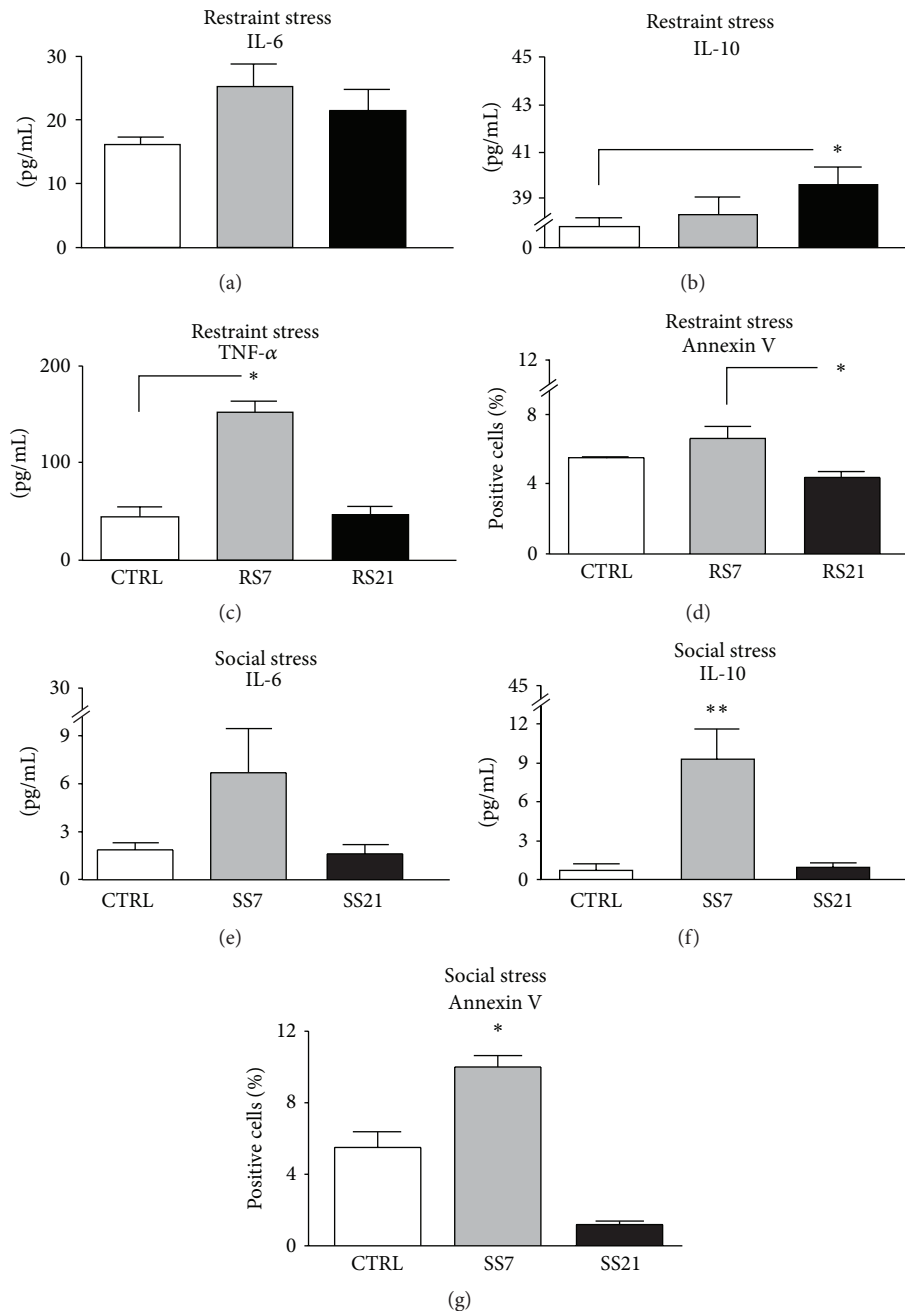 Restraint stress
IL-6
30
20
10
0
(pg/mL)
(a)
Restraint stress
IL-10
45
43
41
39
0
(pg/mL)
*
(b)
Restraint stress
TNF-α
200
100
0
(pg/mL)
*
CTRL RS7 RS21
(c)
Restraint stress
Annexin V
12
8
4
0
Positive cells (%)
*
CTRL RS7 RS21
(d)
Social stress
IL-6
30
9
6
3
0
(pg/mL)
CTRL SS7 SS21
(e)
Social stress
IL-10
45
12
9
6
3
0
(pg/mL)
**
CTRL SS7 SS21
(f)
Social stress
Annexin V
12
8
4
0
Positive cells (%)
*
CTRL SS7 SS21
(g)